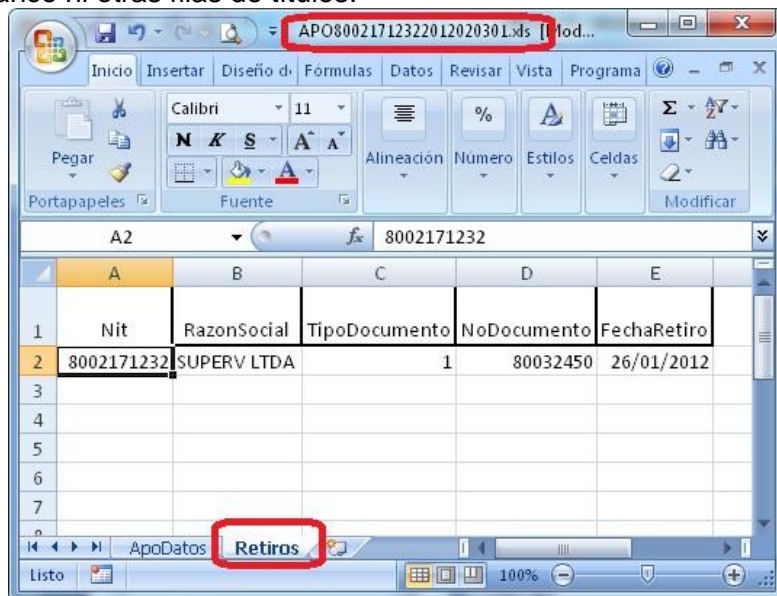 APO80021712322012020301.xls [Mod...
Inicio Insertar Diseño d Fórmulas Datos Revisar Vista Programa
Pegar
Portapapeles
Calibri 11
N K S A A
Fuente
Alineación
% Número
Estilos
Celdas
Σ
Modificar
A2 fx 8002171232
A B C D E
1 Nit RazonSocial TipoDocumento NoDocumento FechaRetiro
2 8002171232 SUPERV LTDA 1 80032450 26/01/2012
3
4
5
6
7
ApoDatos Retiros
Listo 100%